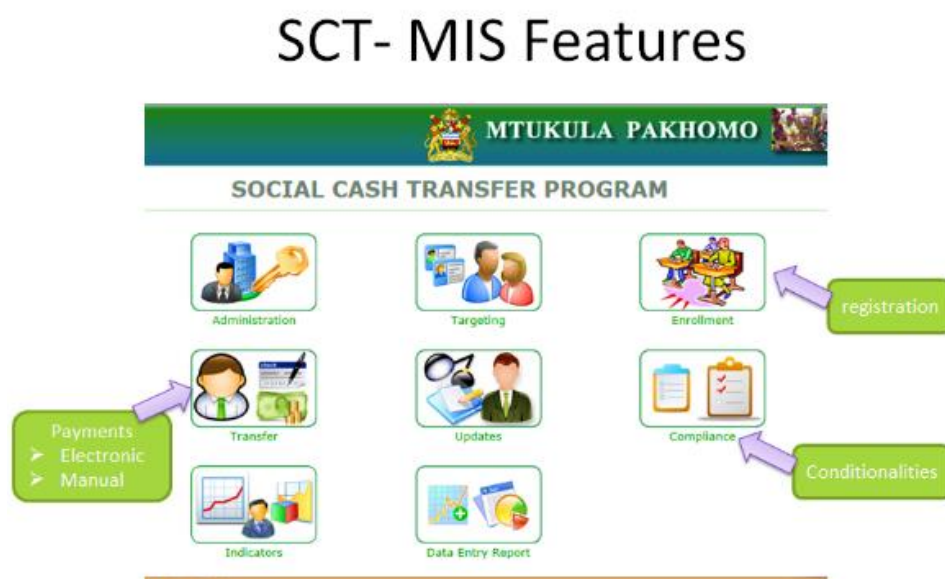 SCT- MIS Features
MTUKULA PAKHOMO
SOCIAL CASH TRANSFER PROGRAM
Administration
Targeting
Enrollment
registration
Transfer
Updates
Compliance
Payments
➢ Electronic
➢ Manual
Conditionalities
Indicators
Data Entry Report